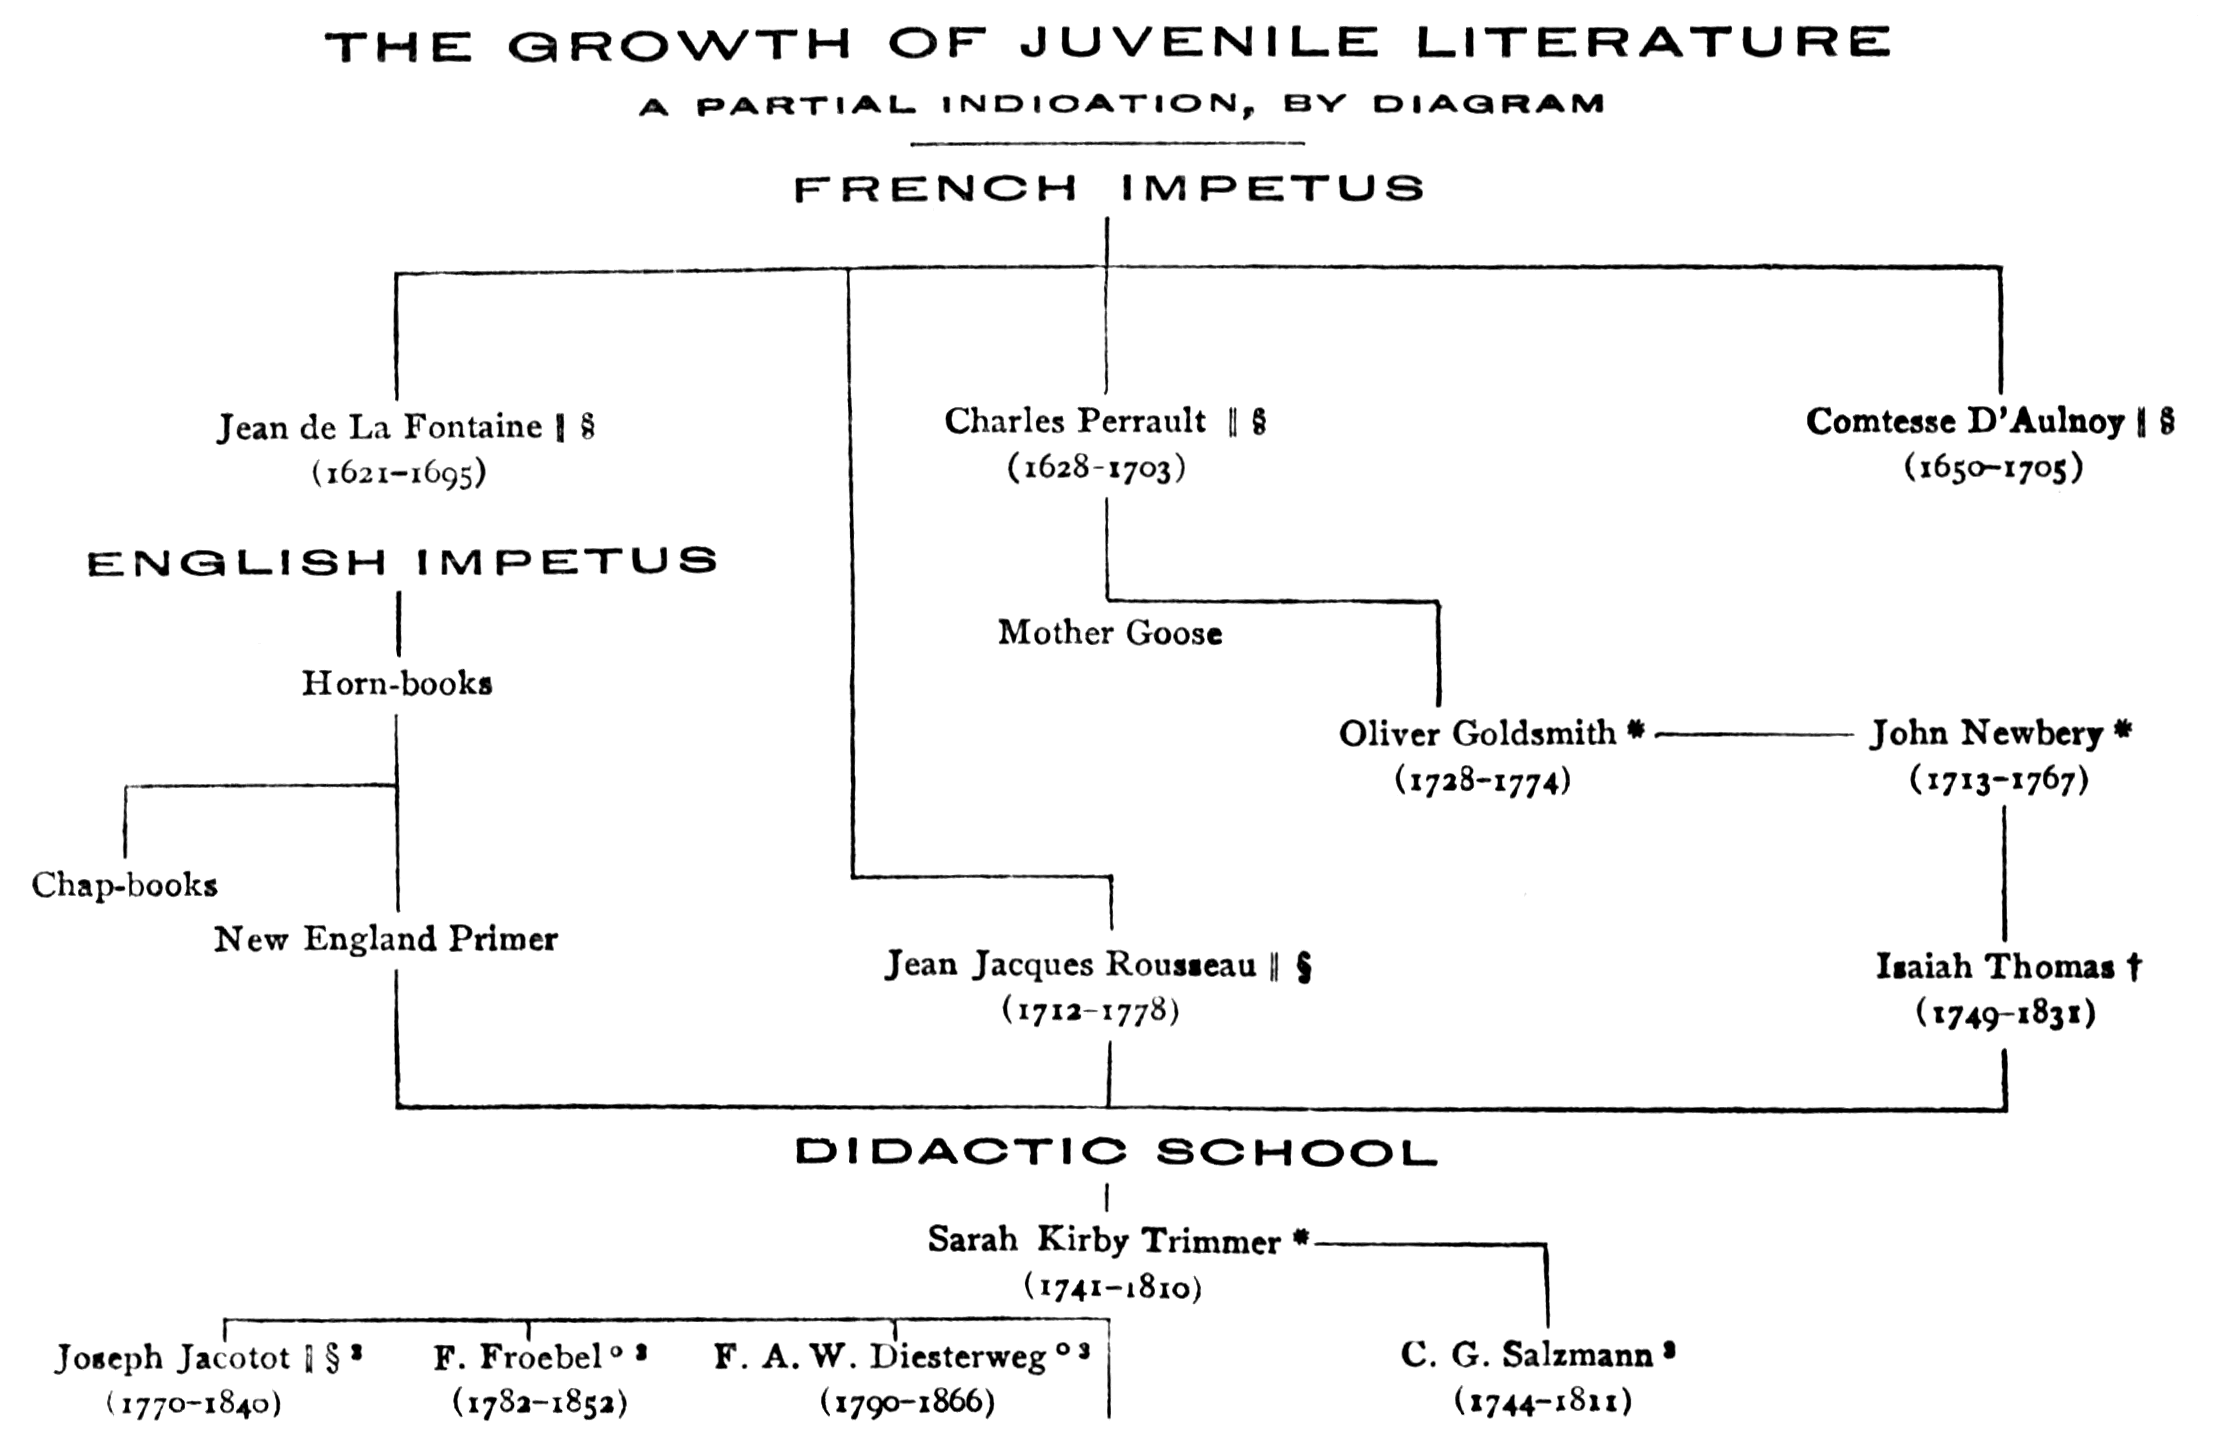 THE GROWTH OF JUVENILE LITERATURE
A PARTIAL INDICATION, BY DIAGRAM
FRENCH IMPETUS
Jean de La Fontaine ‖ §
(1621–1695)
Charles Perrault ‖ §
(1628-1703)
Comtesse D'Aulnoy ‖ §
(1650–1705)
ENGLISH IMPETUS
Mother Goose
Horn-books
Oliver Goldsmith *
(1728–1774)
John Newbery *
(1713–1767)
Chap-books
New England Primer
Jean Jacques Rousseau ‖ §
(1712–1778)
Isaiah Thomas †
(1749–1831)
DIDACTIC SCHOOL
Sarah Kirby Trimmer *
(1741–1810)
Joseph Jacotot ‖ § ³
(1770–1840)
F. Froebel ° ³
(1782–1852)
F. A. W. Diesterweg ° ³
(1790–1866)
C. G. Salzmann ³
(1744–1811)